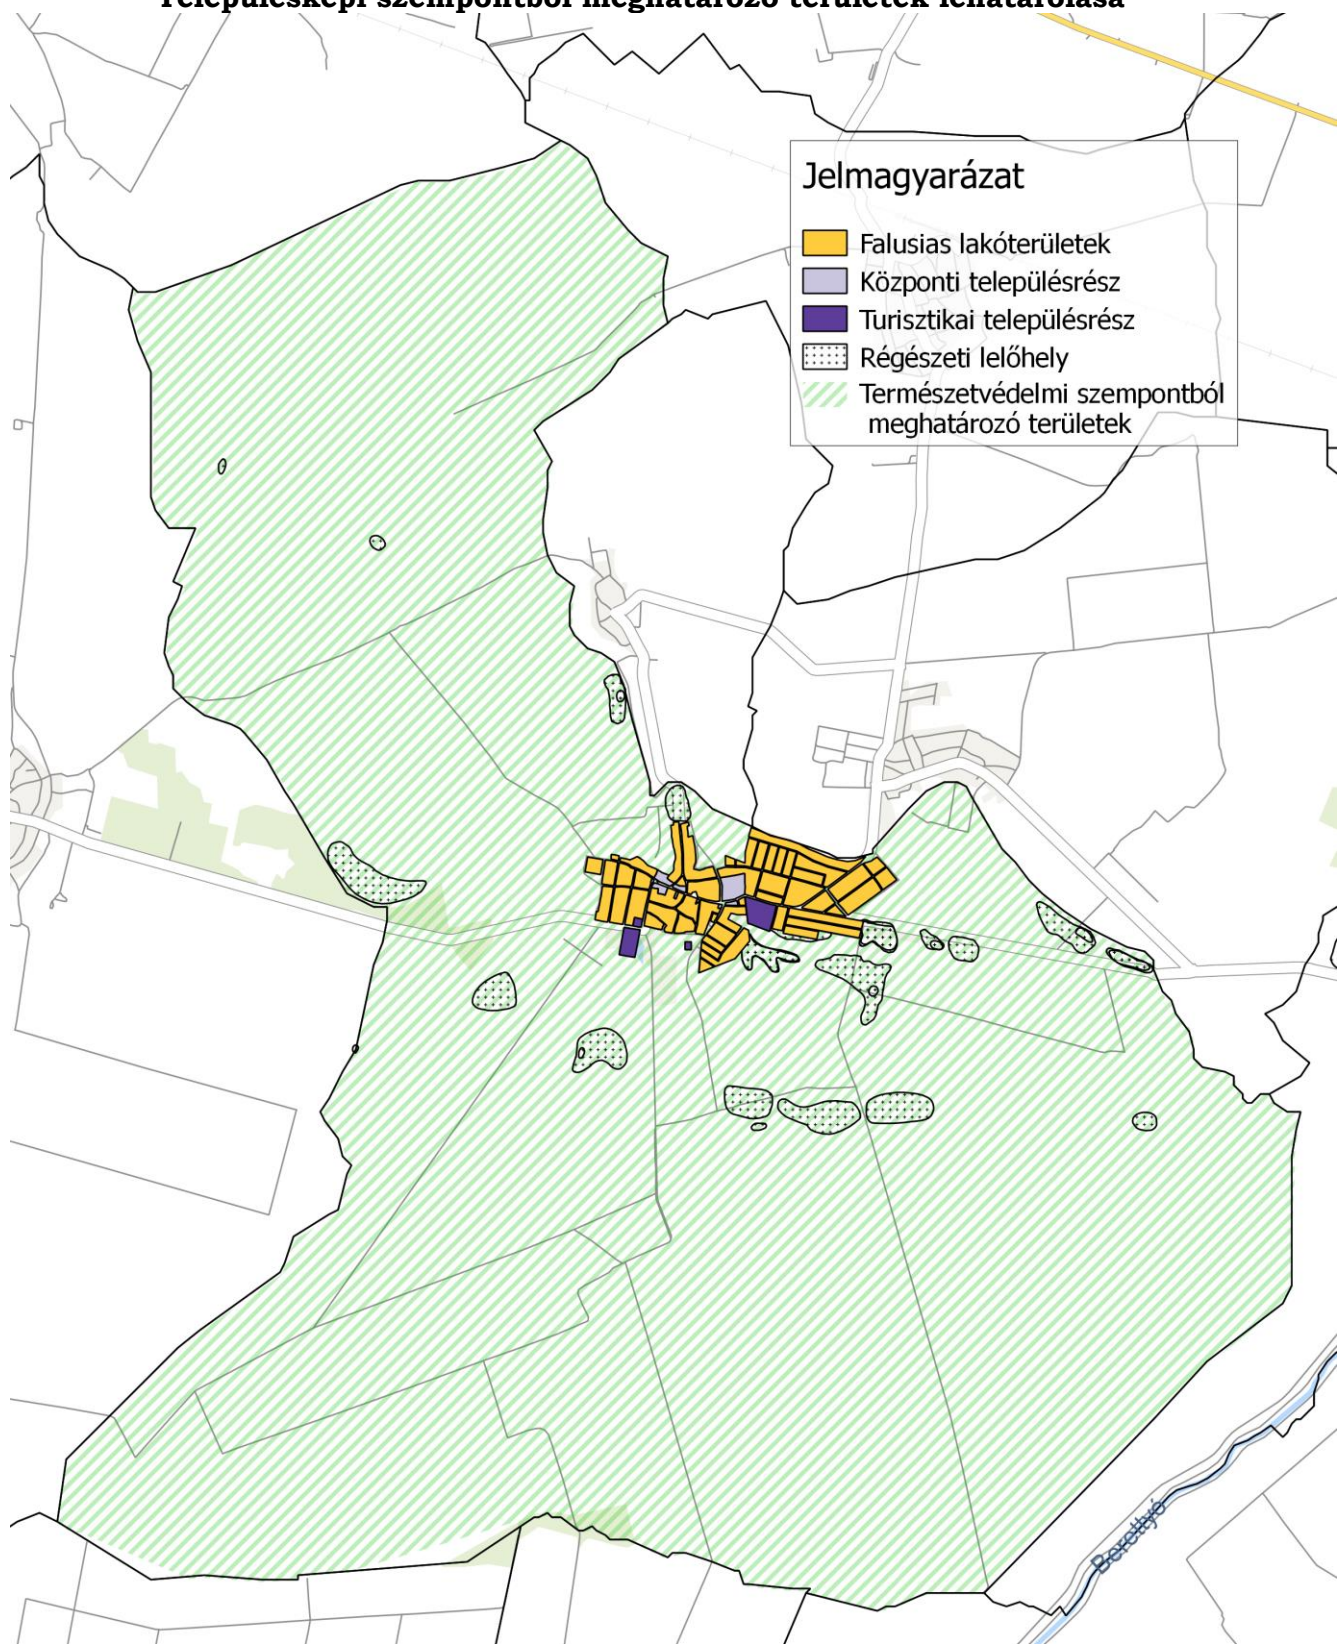 Településképi szempontból meghatározó területek lehatárolása
Jelmagyarázat
Falusias lakóterületek
Központi településrész
Turisztikai településrész
Régészeti lelőhely
Természetvédelmi szempontból
meghatározó területek
Berettyó